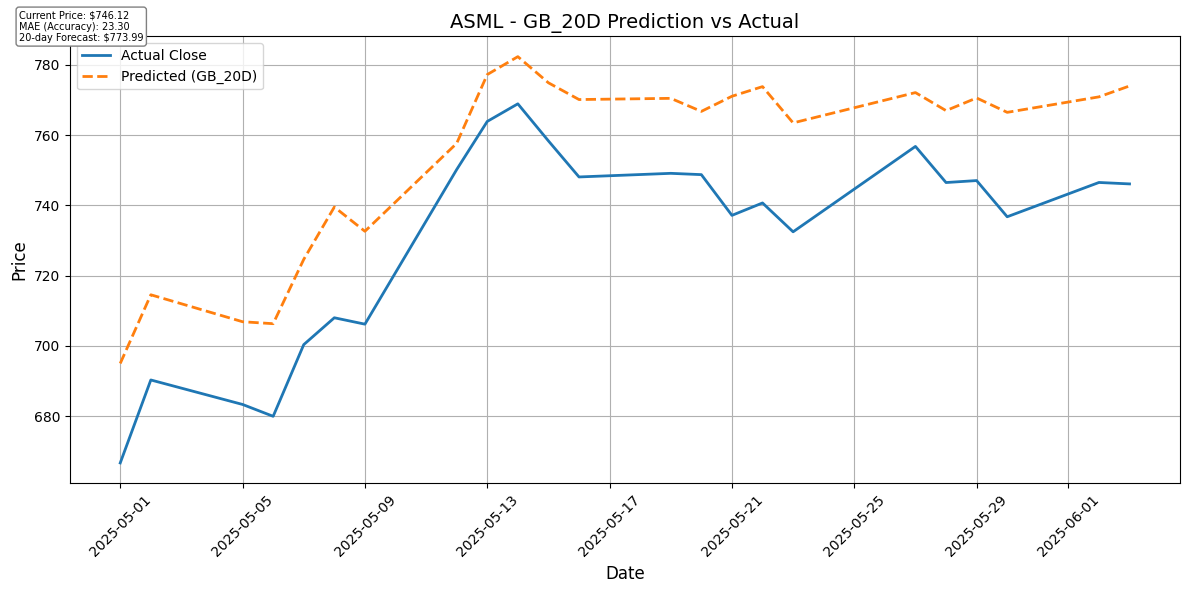 ASML - GB_20D Prediction vs Actual
Current Price: $746.12
MAE (Accuracy): 23.30
20-day Forecast: $773.99
Actual Close
Predicted (GB_20D)
Price
780
760
740
720
700
680
2025-05-01
2025-05-05
2025-05-09
2025-05-13
2025-05-17
2025-05-21
2025-05-25
2025-05-29
2025-06-01
Date